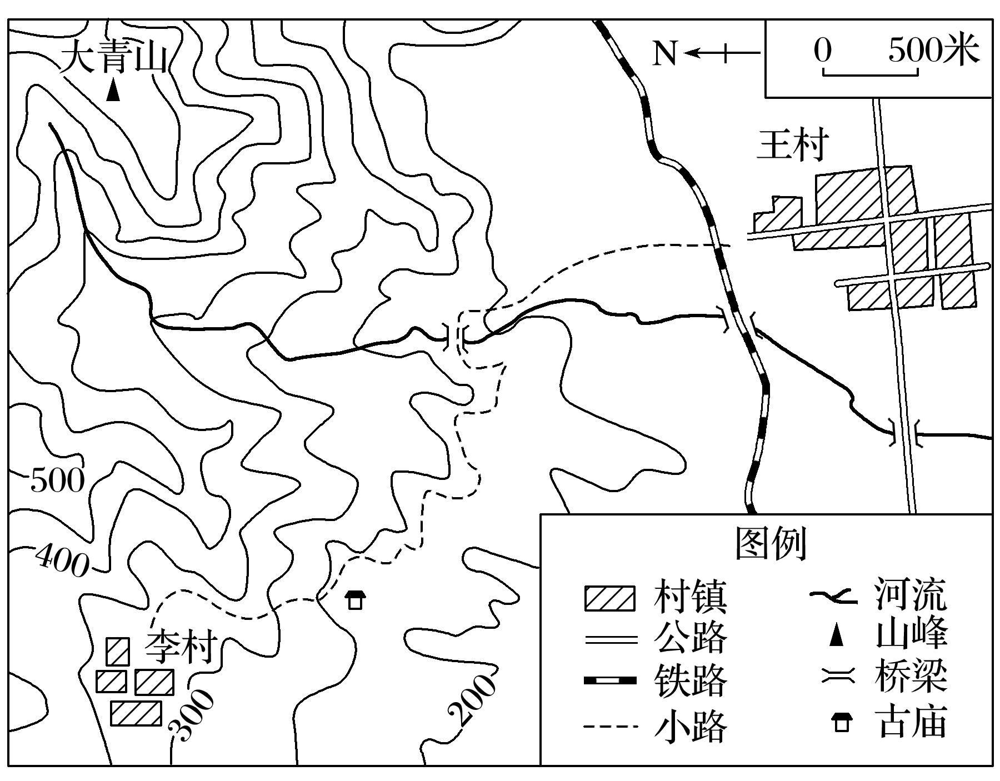 大青山
N
0 500米
王村
500
400
李村
300
200
图例
村镇 河流
公路 山峰
铁路 桥梁
小路 古庙